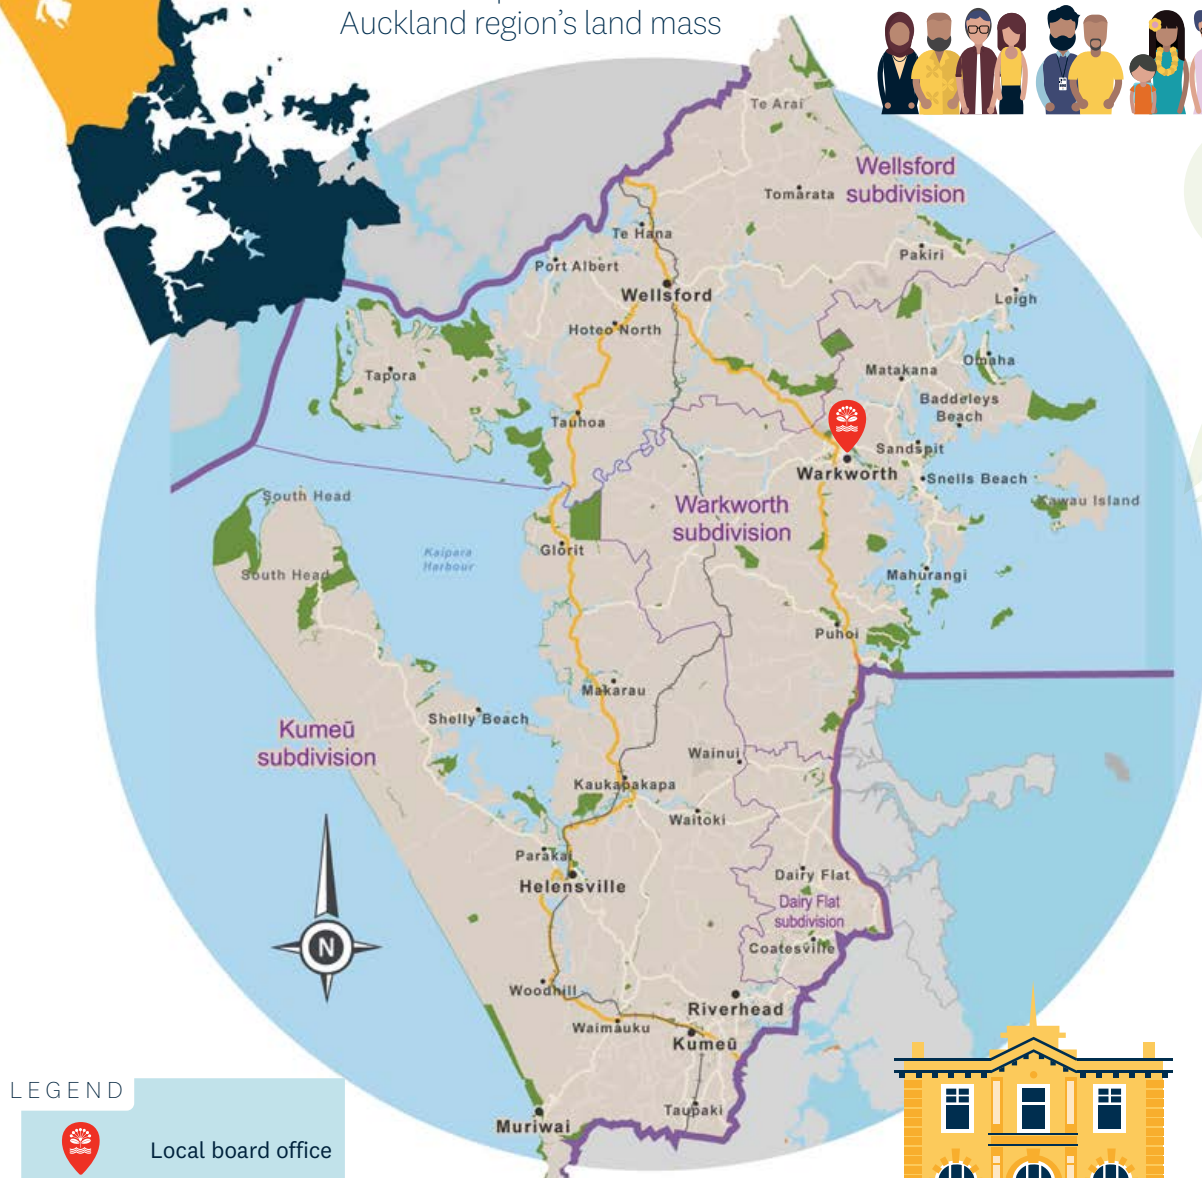 Auckland region's land mass
Te Arai
Wellsford
subdivision
Tomarata
Te Hana
Pakiri
Port Albert
Wellsford
Leigh
Hoteo North
Omaha
Matakana
Tapora
Baddeleys
Beach
Tauhoa
Sandspit
Warkworth
Snells Beach
South Head
Kawau Island
Warkworth
subdivision
Kaipara
Harbour
Glorit
South Head
Mahurangi
Puhoi
Makarau
Shelly Beach
Kumeū
subdivision
Wainui
Kaukapakapa
Waitoki
Parakai
Helensville
Dairy Flat
Dairy Flat
subdivision
N
Coatesville
Woodhill
Riverhead
Waimauku
Kumeū
LEGEND
Taupaki
Muriwai
Local board office